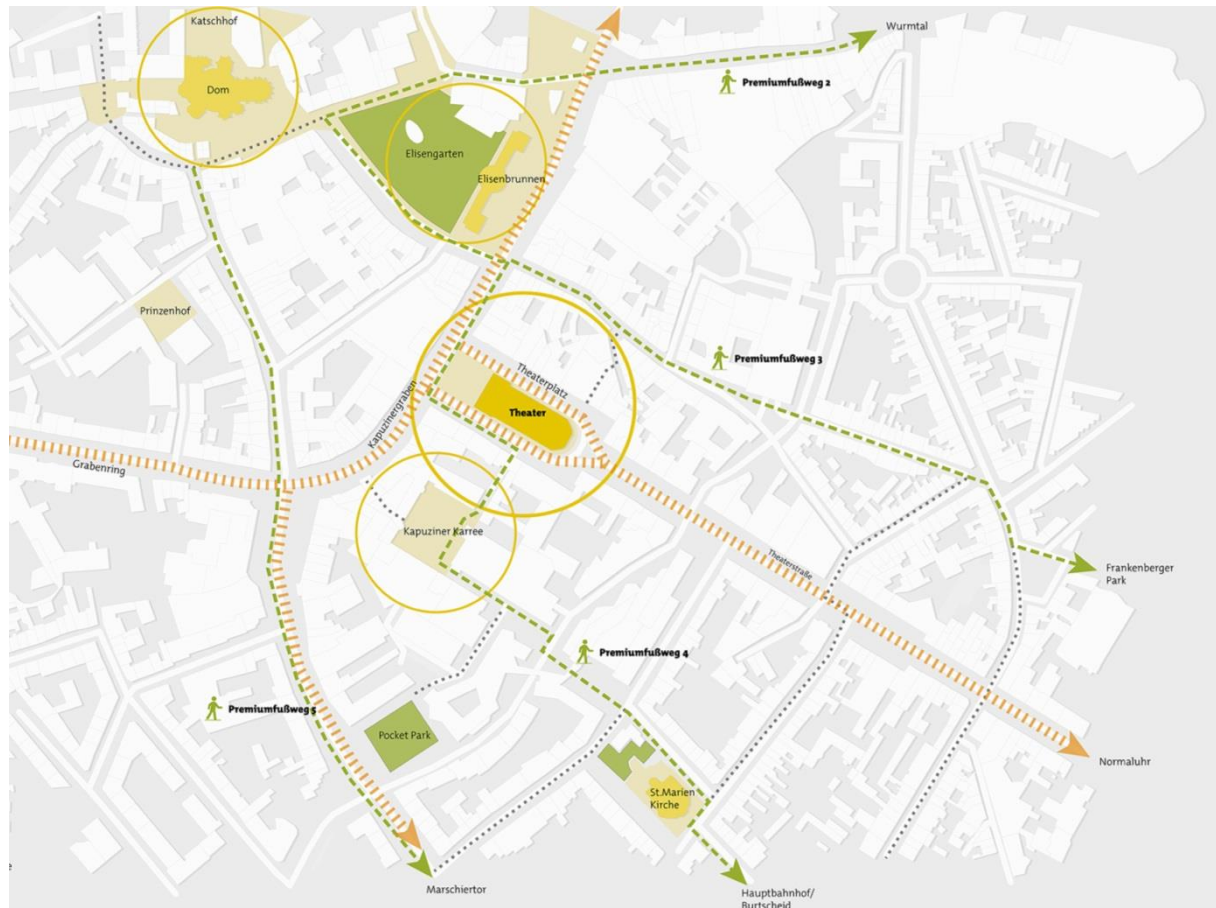 Katschhof
Wurmtal
Dom
Premiumfußweg 2
Elisengarten
Elisenbrunnen
Prinzenhof
Premiumfußweg 3
Theaterplatz
Kapuzinergraben
Theater
Grabenring
Kapuziner Karree
Theaterstraße
Frankenberger
Park
Premiumfußweg 4
Premiumfußweg 5
Pocket Park
Normaluhr
St.Marien
Kirche
Marschiertor
Hauptbahnhof/
Burtscheid